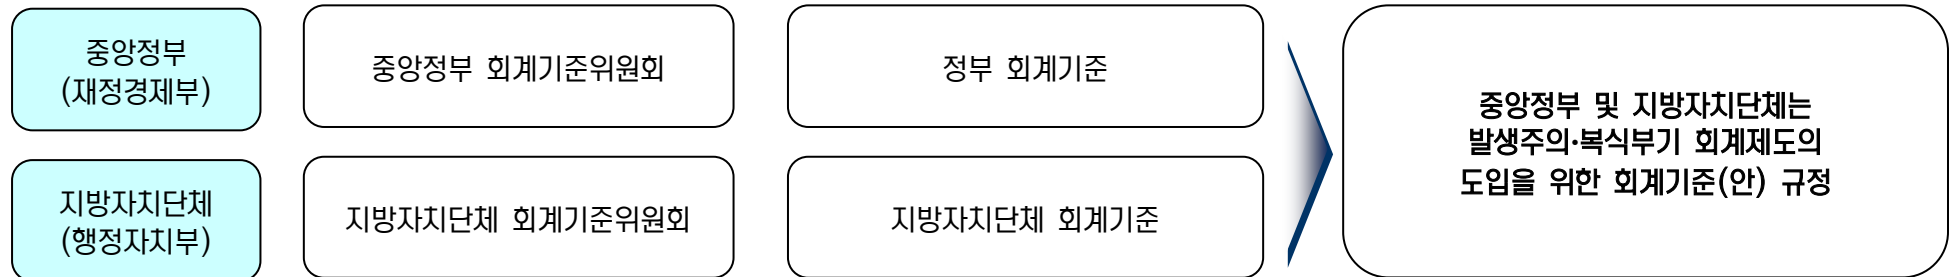 중앙정부
(재정경제부)
중앙정부 회계기준위원회
정부 회계기준
지방자치단체
(행정자치부)
지방자치단체 회계기준위원회
지방자치단체 회계기준
중앙정부 및 지방자치단체는
발생주의·복식부기 회계제도의
도입을 위한 회계기준(안) 규정